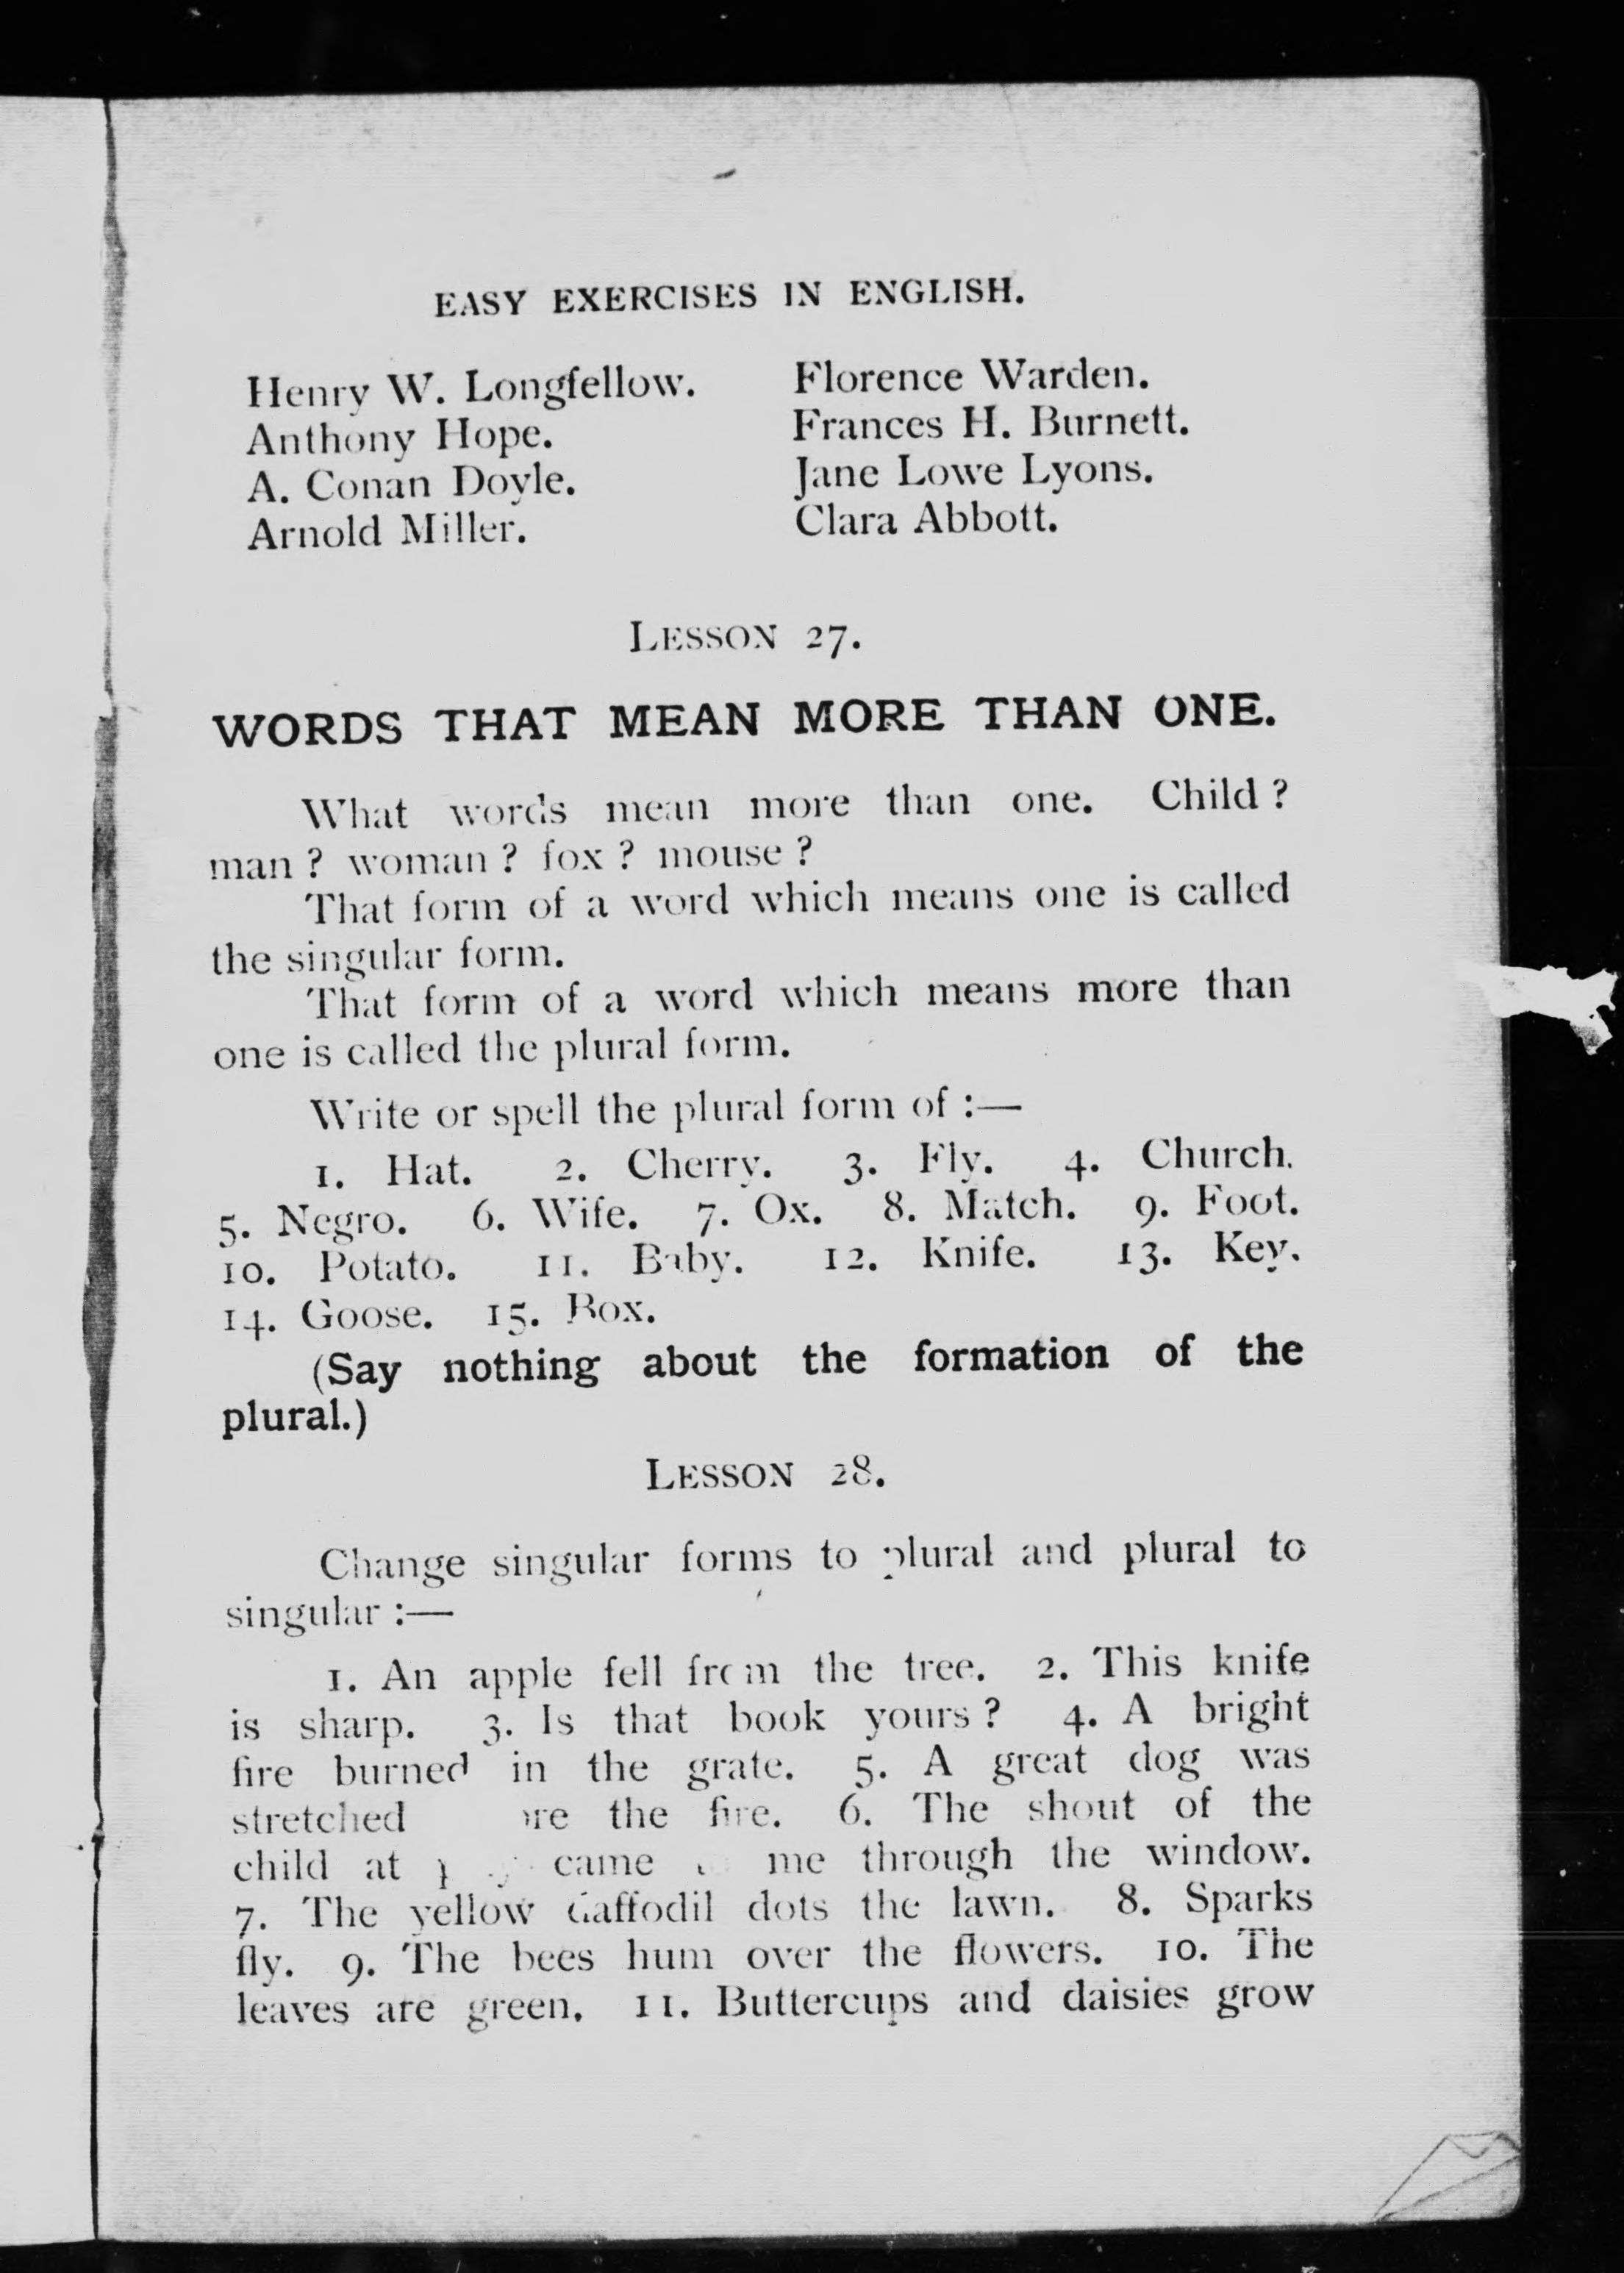 EASY EXERCISES IN ENGLISH.
Henry W. Longfellow.
Anthony Hope.
A. Conan Doyle.
Arnold Miller.
Florence Warden.
Frances H. Burnett.
Jane Lowe Lyons.
Clara Abbott.
LESSON 27.
WORDS THAT MEAN MORE THAN ONE.
What words mean more than one. Child ?
man ? woman ? fox ? mouse ?
That form of a word which means one is called
the singular form.
That form of a word which means more than
one is called the plural form.
Write or spell the plural form of :—
1. Hat. 2. Cherry. 3. Fly. 4. Church.
5. Negro. 6. Wife. 7. Ox. 8. Match. 9. Foot.
10. Potato. 11. Baby. 12. Knife. 13. Key.
14. Goose. 15. Box.
(Say nothing about the formation of the
plural.)
LESSON 28.
Change singular forms to plural and plural to
singular :—
1. An apple fell from the tree. 2. This knife
is sharp. 3. Is that book yours ? 4. A bright
fire burned in the grate. 5. A great dog was
stretched the fire. 6. The shout of the
child at came me through the window.
7. The yellow daffodil dots the lawn. 8. Sparks
fly. 9. The bees hum over the flowers. 10. The
leaves are green. 11. Buttercups and daisies grow